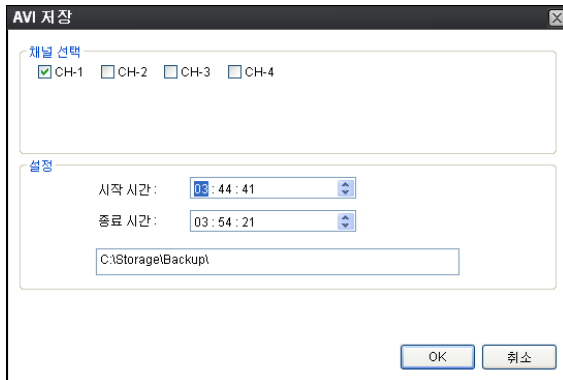 AVI 저장
채널 선택
CH-1 CH-2 CH-3 CH-4
설정
시작 시간 : 03 : 44 : 41
종료 시간 : 03 : 54 : 21
C:\Storage\Backup\
OK 취소